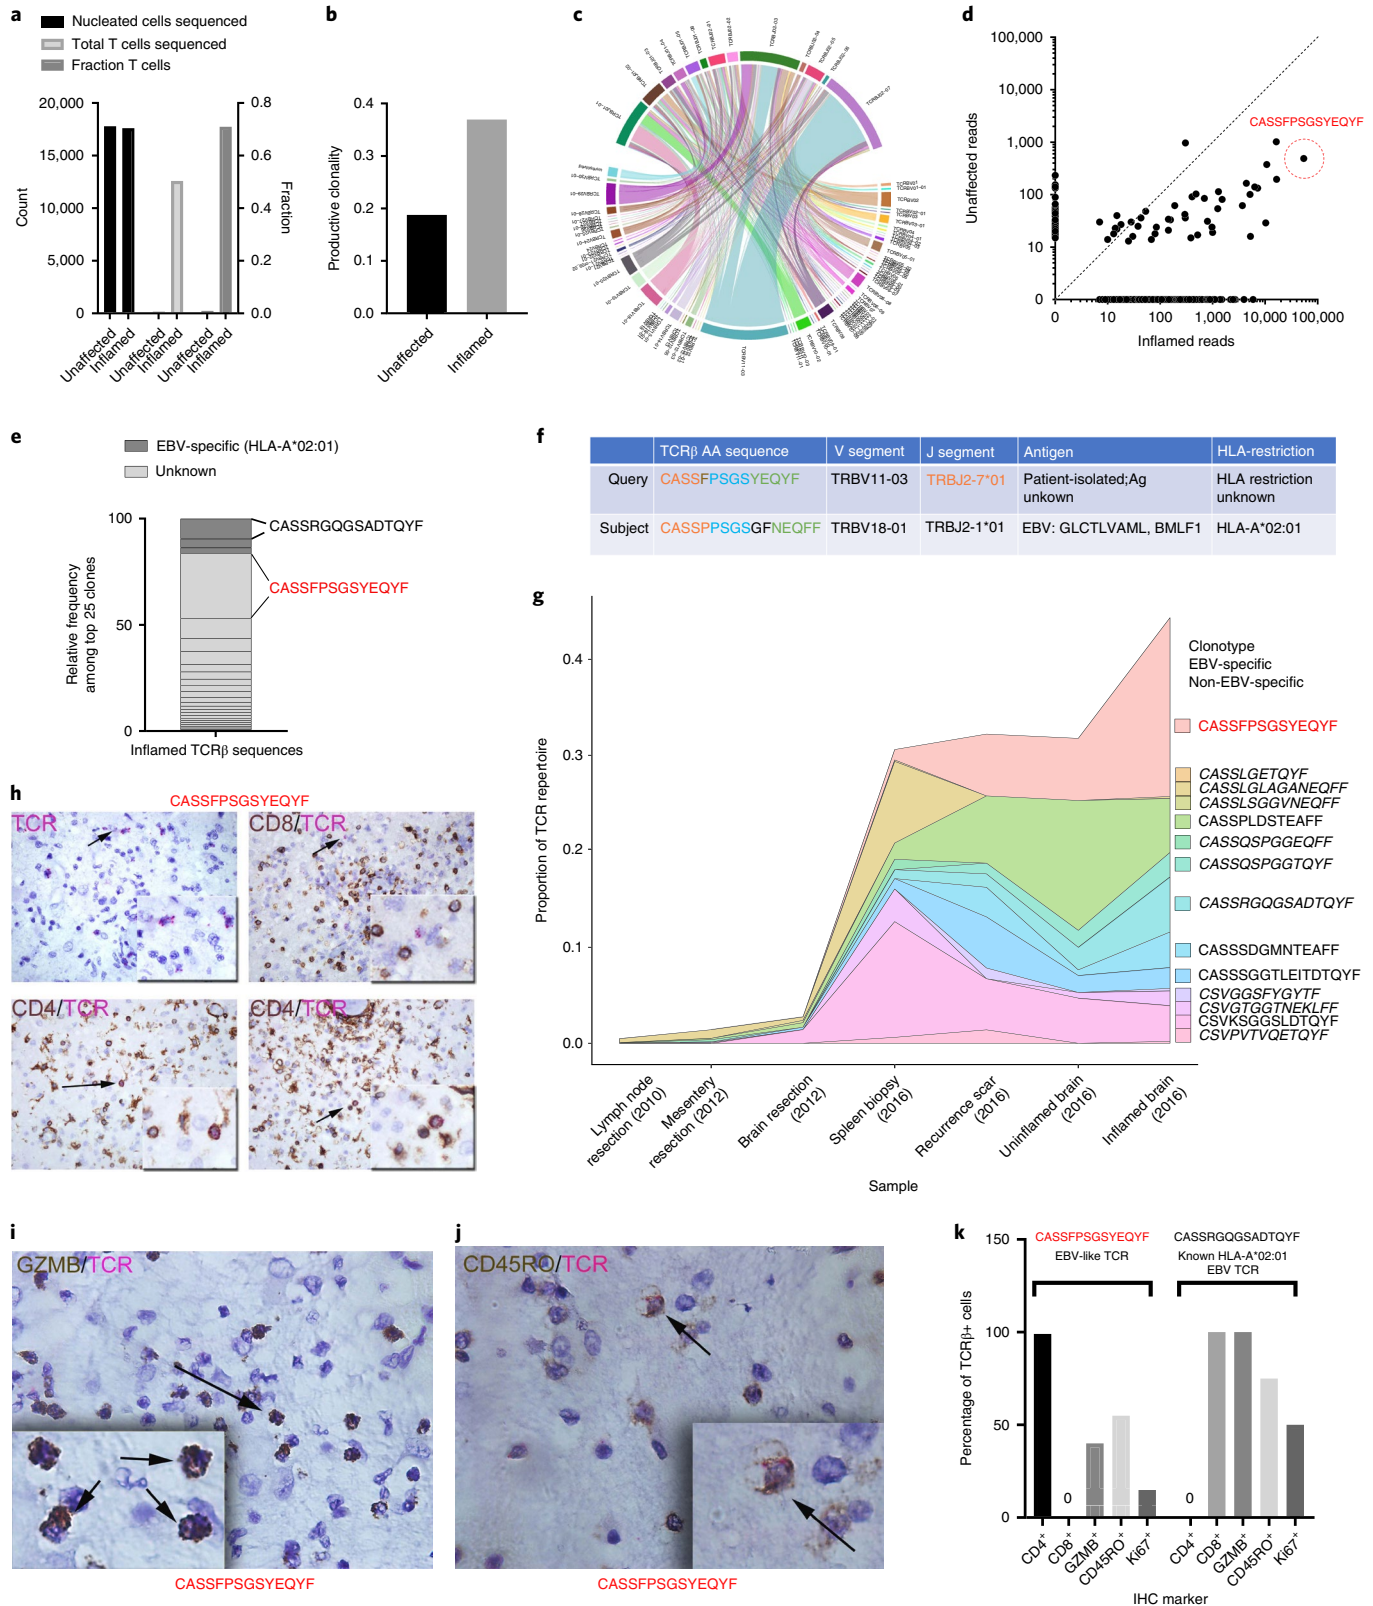 a
Nucleated cells sequenced
Total T cells sequenced
Fraction T cells
20,000
15,000
10,000
5,000
0
Count
0.8
0.6
0.4
0.2
0.0
Fraction
Unaffected
Inflamed
Unaffected
Inflamed
Unaffected
Inflamed
b
0.4
0.3
0.2
0.1
0.0
Productive clonality
Unaffected
Inflamed
c
TCRBV11-03
d
100,000
10,000
1,000
100
10
0
Unaffected reads
CASSFPSGSYEQYF
0
10
100
1,000
10,000
100,000
Inflamed reads
e
EBV-specific (HLA-A*02:01)
Unknown
100
50
0
Relative frequency
among top 25 clones
CASSRGQGSADTQYF
CASSFPSGSYEQYF
Inflamed TCRβ sequences
f
TCRβ AA sequence V segment J segment Antigen HLA-restriction
Query CASSFPSGSYEQYF TRBV11-03 TRBJ2-7*01 Patient-isolated;Ag HLA restriction
unkown unknown
Subject CASSPPSGSGFNEQFF TRBV18-01 TRBJ2-1*01 EBV: GLCTLVAML, BMLF1 HLA-A*02:01
g
0.4
0.3
0.2
0.1
0.0
Proportion of TCR repertoire
Clonotype
EBV-specific
Non-EBV-specific
CASSFPSGSYEQYF
CASSLGETQYF
CASSLGLAGANEQFF
CASSLSGGVNEQFF
CASSPLDSTEAFF
CASSQSPGGEQFF
CASSQSPGGTQYF
CASSRGQGSADTQYF
CASSSDGMNTEAFF
CASSSGGTLEITDTQYF
CSVGGSFYGYTF
CSVGTGGTNEKLFF
CSVKSGGSLDTQYF
CSVPVTVQETQYF
Lymph node
resection (2010)
Mesentery
resection (2012)
Brain resection
(2012)
Spleen biopsy
(2016)
Recurrence scar
(2016)
Uninflamed brain
(2016)
Inflamed brain
(2016)
Sample
h
CASSFPSGSYEQYF
TCR
CD8/TCR
CD4/TCR
CD4/TCR
i
GZMB/TCR
CASSFPSGSYEQYF
j
CD45RO/TCR
CASSFPSGSYEQYF
k
150
100
50
0
Percentage of TCRβ+ cells
CASSFPSGSYEQYF
EBV-like TCR
CASSRGQGSADTQYF
Known HLA-A*02:01
EBV TCR
0
0
CD4+
CD8+
GZMB+
CD45RO+
Ki67+
CD4+
CD8+
GZMB+
CD45RO+
Ki67+
IHC marker